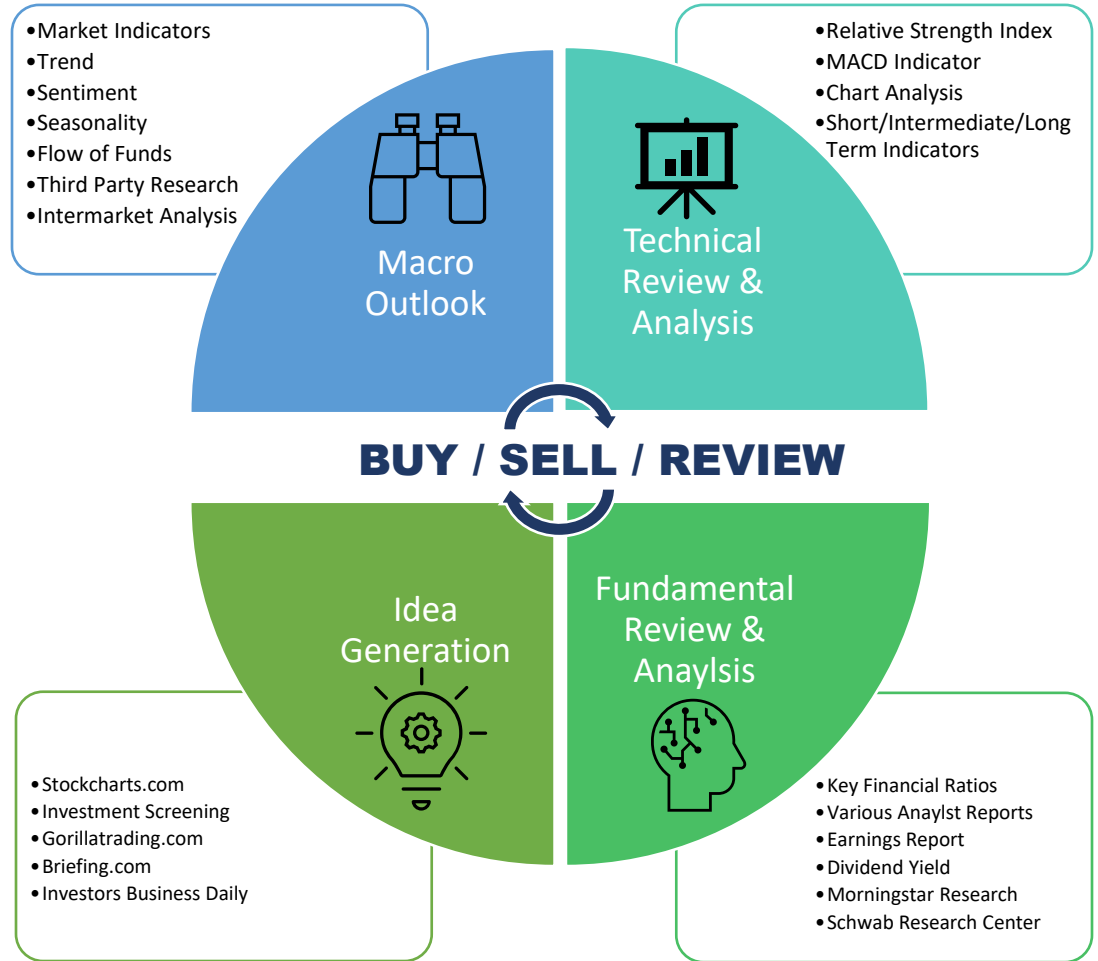 •Market Indicators
•Trend
•Sentiment
•Seasonality
•Flow of Funds
•Third Party Research
•Intermarket Analysis
Macro
Outlook
•Relative Strength Index
•MACD Indicator
•Chart Analysis
•Short/Intermediate/Long
Term Indicators
Technical
Review &
Analysis
BUY / SELL / REVIEW
Idea
Generation
•Stockcharts.com
•Investment Screening
•Gorillatrading.com
•Briefing.com
•Investors Business Daily
Fundamental
Review &
Anaylsis
•Key Financial Ratios
•Various Anaylst Reports
•Earnings Report
•Dividend Yield
•Morningstar Research
•Schwab Research Center